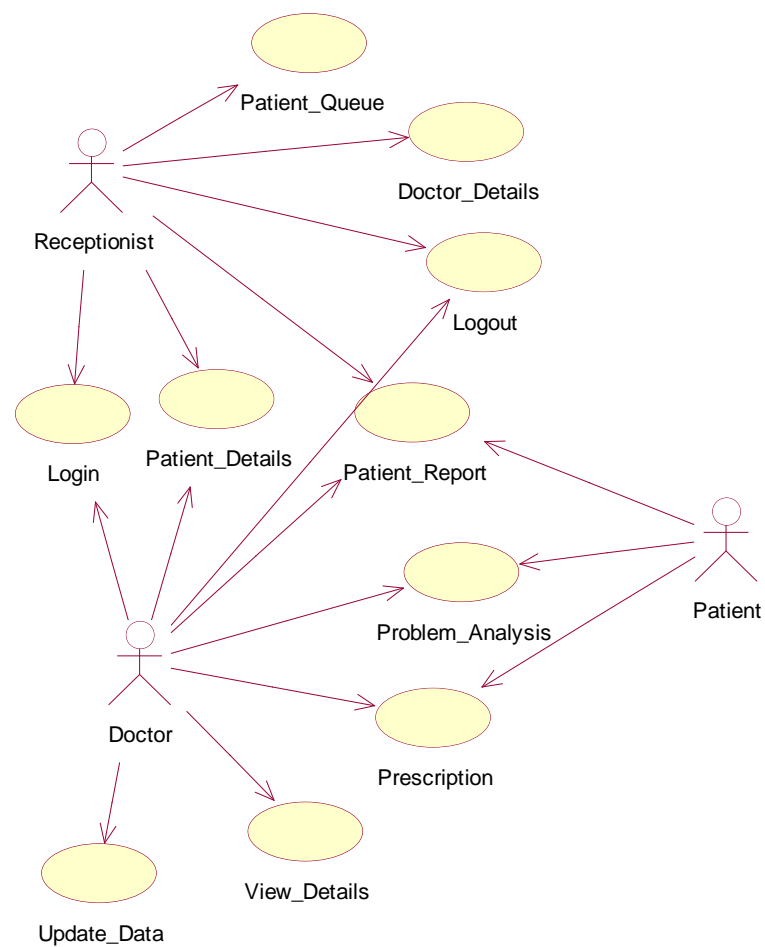 Patient_Queue
Doctor_Details
Receptionist
Logout
Login
Patient_Details
Patient_Report
Patient
Problem_Analysis
Doctor
Prescription
View_Details
Update_Data